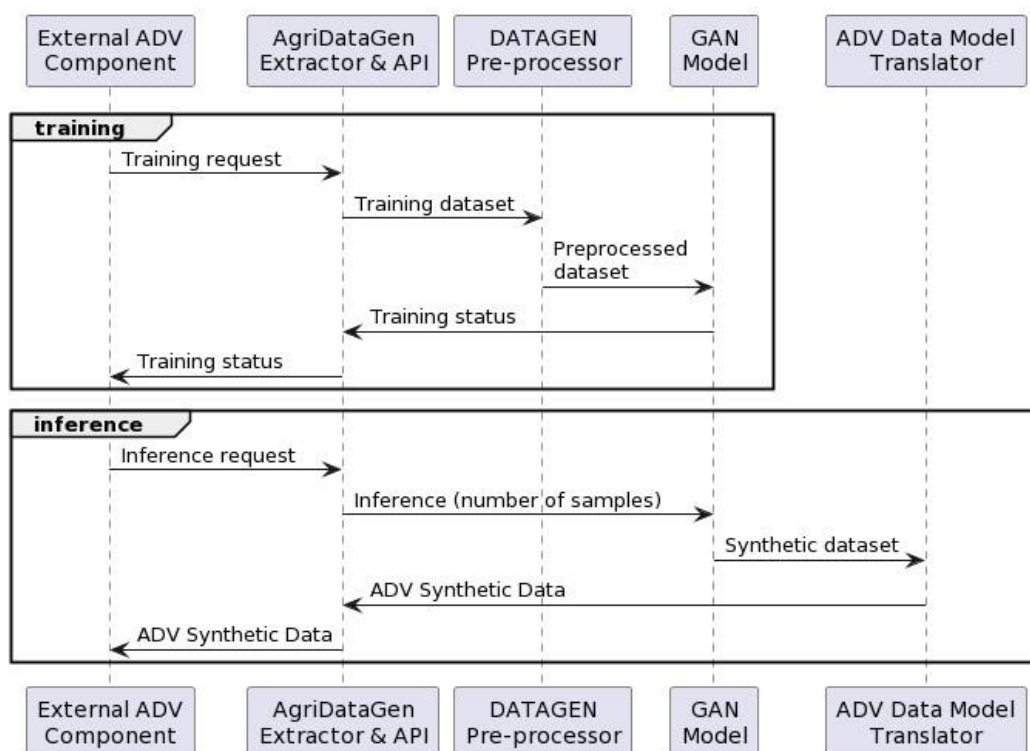 External ADV
Component
AgriDataGen
Extractor & API
DATAGEN
Pre-processor
GAN
Model
ADV Data Model
Translator
training
Training request
Training dataset
Preprocessed
dataset
Training status
Training status
inference
Inference request
Inference (number of samples)
Synthetic dataset
ADV Synthetic Data
ADV Synthetic Data
External ADV
Component
AgriDataGen
Extractor & API
DATAGEN
Pre-processor
GAN
Model
ADV Data Model
Translator